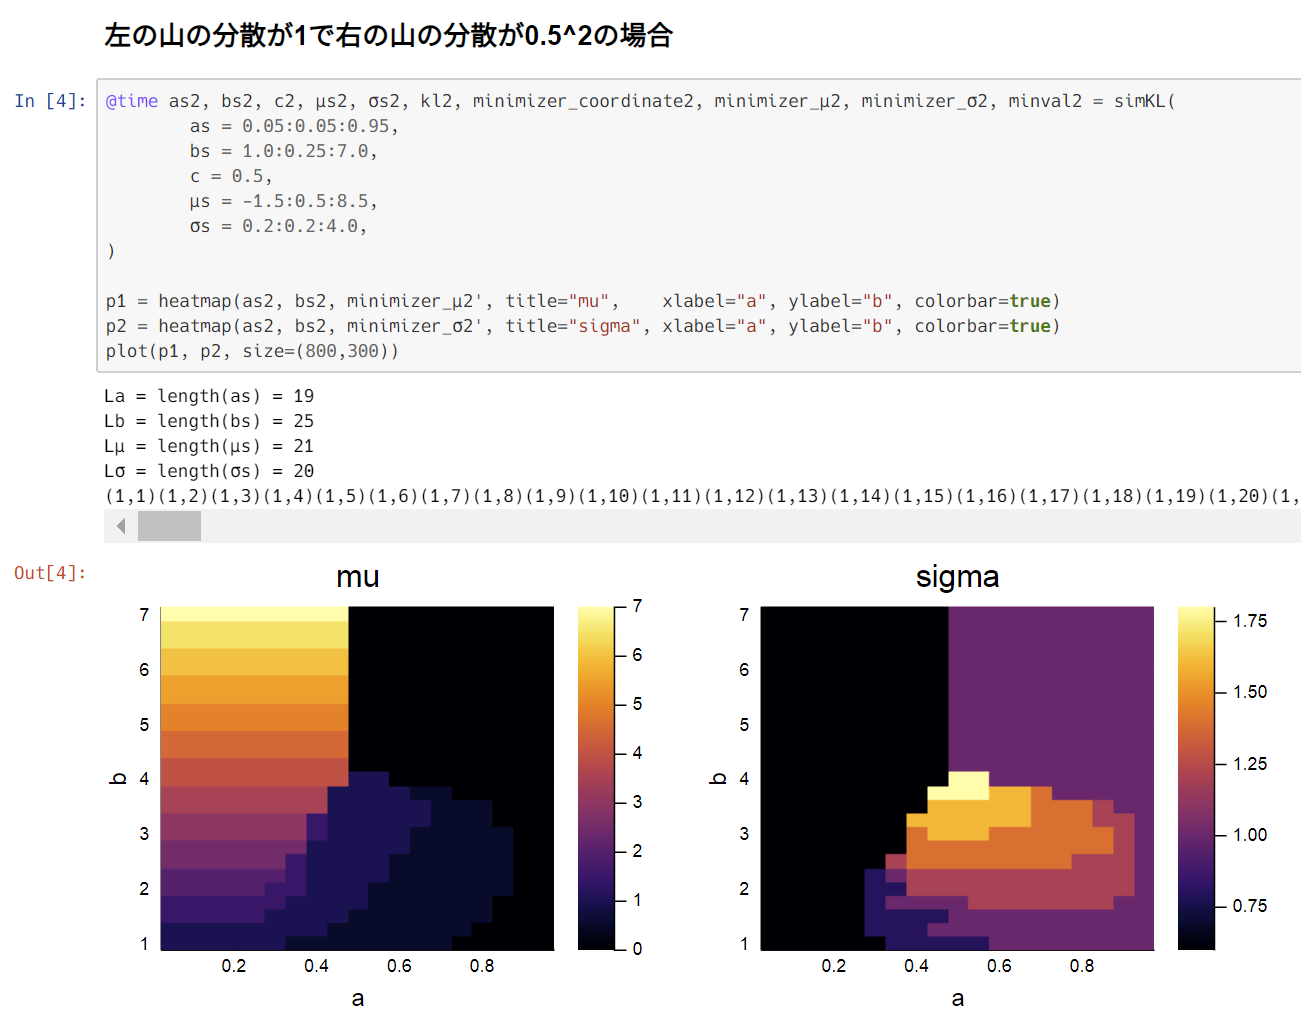 左の山の分散が1で右の山の分散が0.5^2の場合
In [4]: @time as2, bs2, c2, μs2, σs2, kl2, minimizer_coordinate2, minimizer_μ2, minimizer_σ2, minval2 = simKL(
as = 0.05:0.05:0.95,
bs = 1.0:0.25:7.0,
c = 0.5,
μs = -1.5:0.5:8.5,
σs = 0.2:0.2:4.0,
)
p1 = heatmap(as2, bs2, minimizer_μ2', title="mu", xlabel="a", ylabel="b", colorbar=true)
p2 = heatmap(as2, bs2, minimizer_σ2', title="sigma", xlabel="a", ylabel="b", colorbar=true)
plot(p1, p2, size=(800,300))
La = length(as) = 19
Lb = length(bs) = 25
Lμ = length(μs) = 21
Lσ = length(σs) = 20
(1,1)(1,2)(1,3)(1,4)(1,5)(1,6)(1,7)(1,8)(1,9)(1,10)(1,11)(1,12)(1,13)(1,14)(1,15)(1,16)(1,17)(1,18)(1,19)(1,20)(1,
Out[4]:
mu
7
6
5
4
3
2
1
b
0.2 0.4 0.6 0.8
a
7
6
5
4
3
2
1
0
sigma
7
6
5
4
3
2
1
b
0.2 0.4 0.6 0.8
a
1.75
1.50
1.25
1.00
0.75